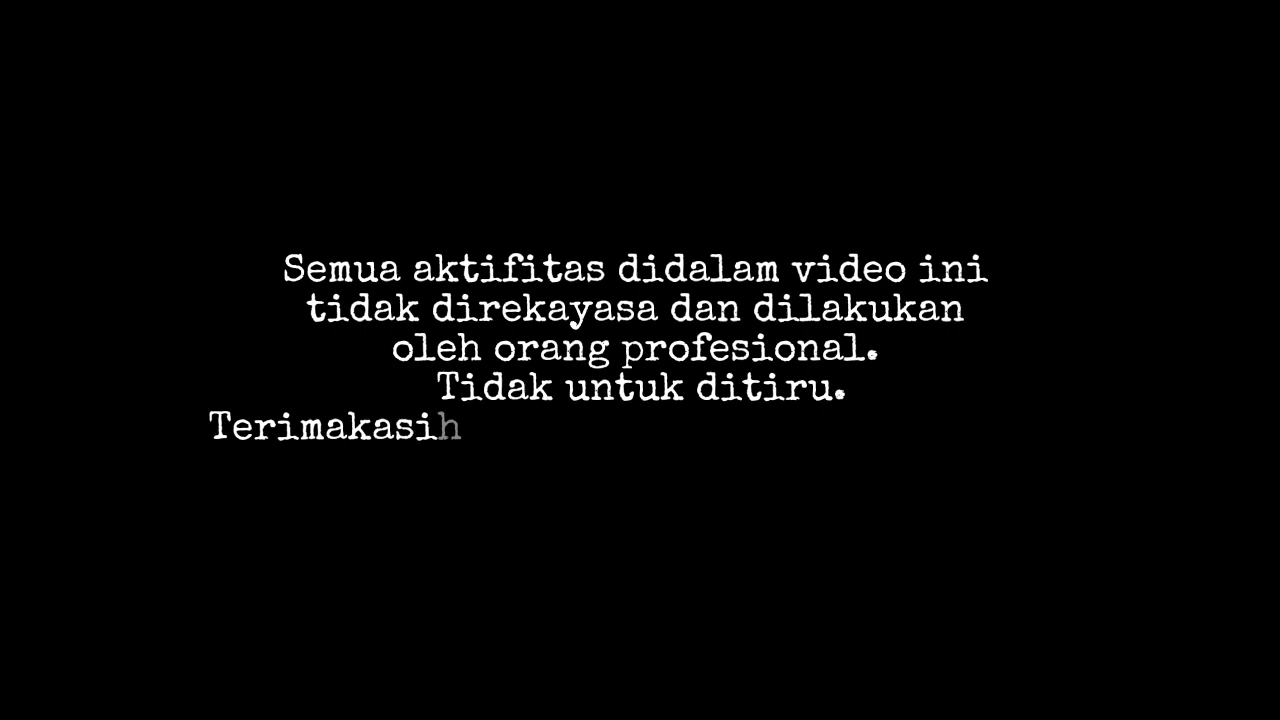 Semua aktifitas didalam video ini
tidak direkayasa dan dilakukan
oleh orang profesional.
Tidak untuk ditiru.
Terimakasih